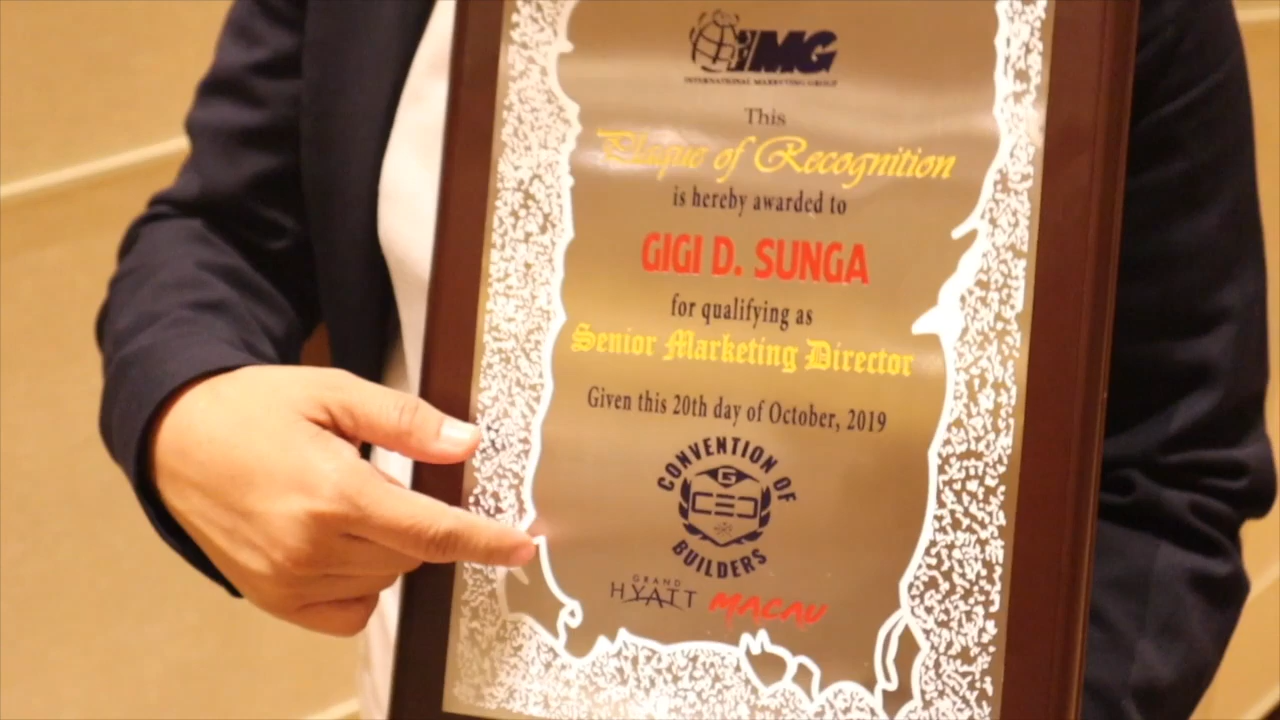 IMG
INTERNATIONAL MARKETING GROUP
This
Plaque of Recognition
is hereby awarded to
GIGI D. SUNGA
for qualifying as
Senior Marketing Director
Given this 20th day of October, 2019
CONVENTION OF
G
CEO
BUILDERS
GRAND
HYATT MACAU